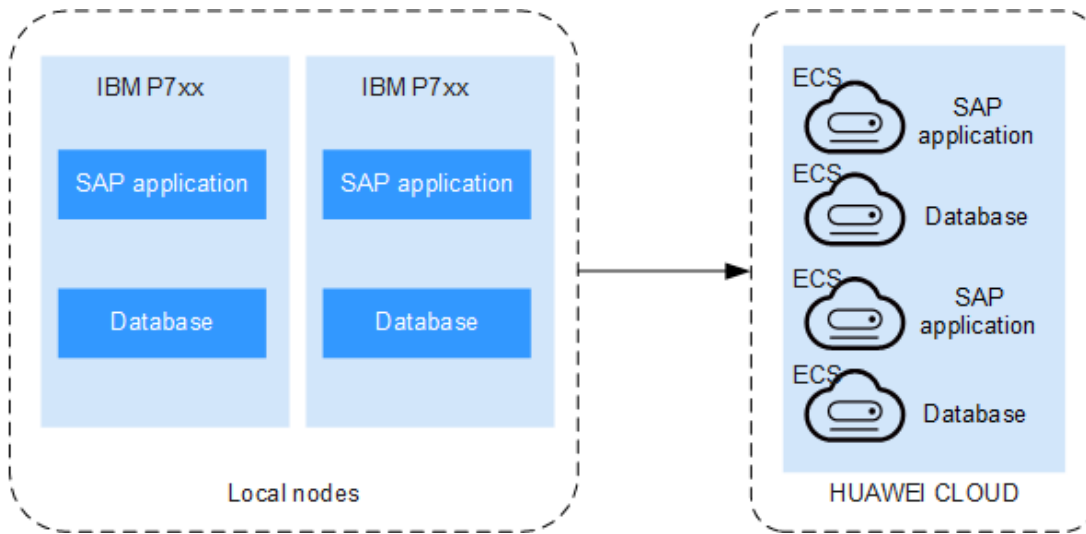 IBM P7xx
SAP application
Database
IBM P7xx
SAP application
Database
Local nodes
ECS
SAP
application
ECS
Database
ECS
SAP
application
ECS
Database
HUAWEI CLOUD